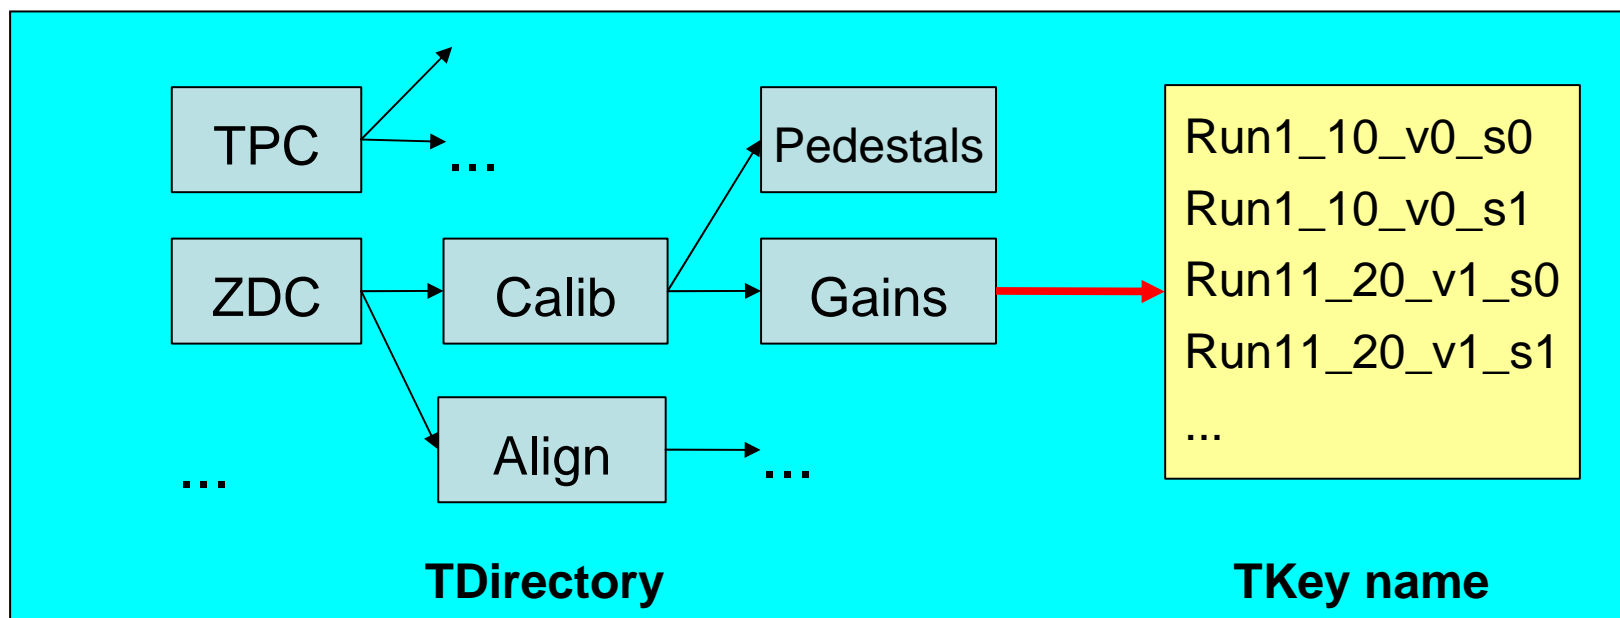 TPC
...
Pedestals
ZDC
Calib
Gains
Align
...
...
Run1_10_v0_s0
Run1_10_v0_s1
Run11_20_v1_s0
Run11_20_v1_s1
...
TDirectory
TKey name